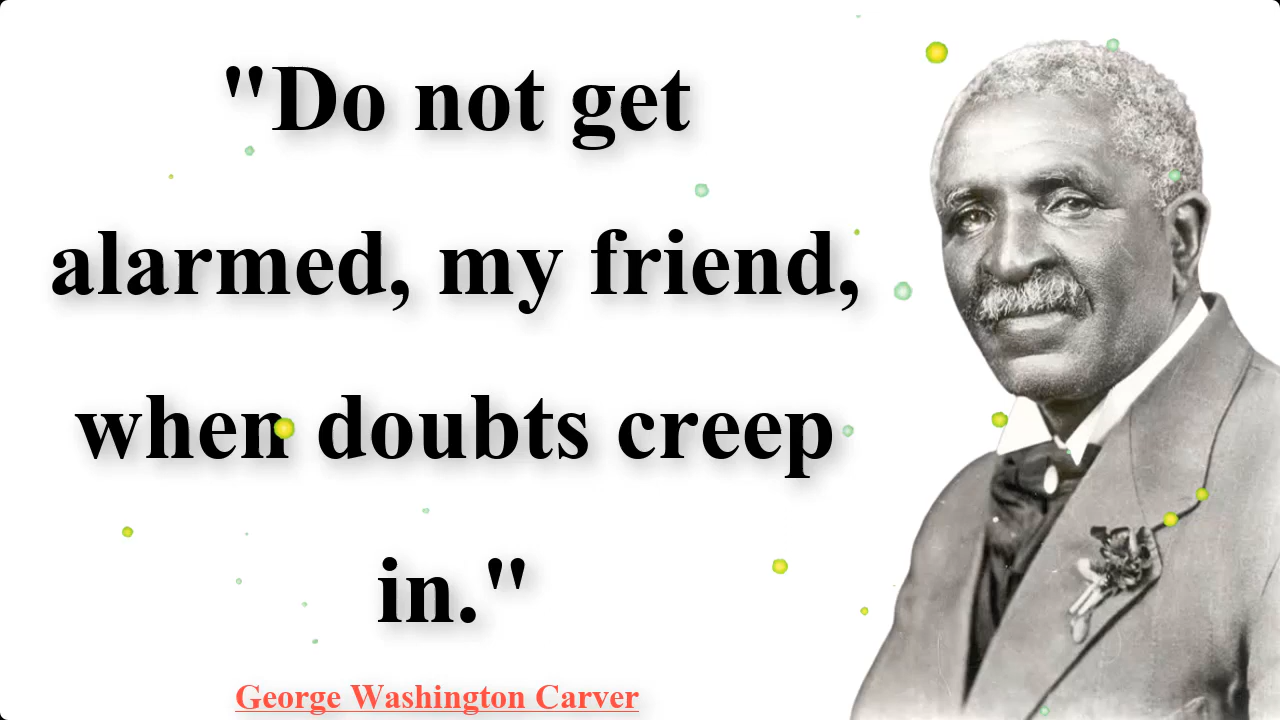 "Do not get
alarmed, my friend,
when doubts creep
in."
George Washington Carver